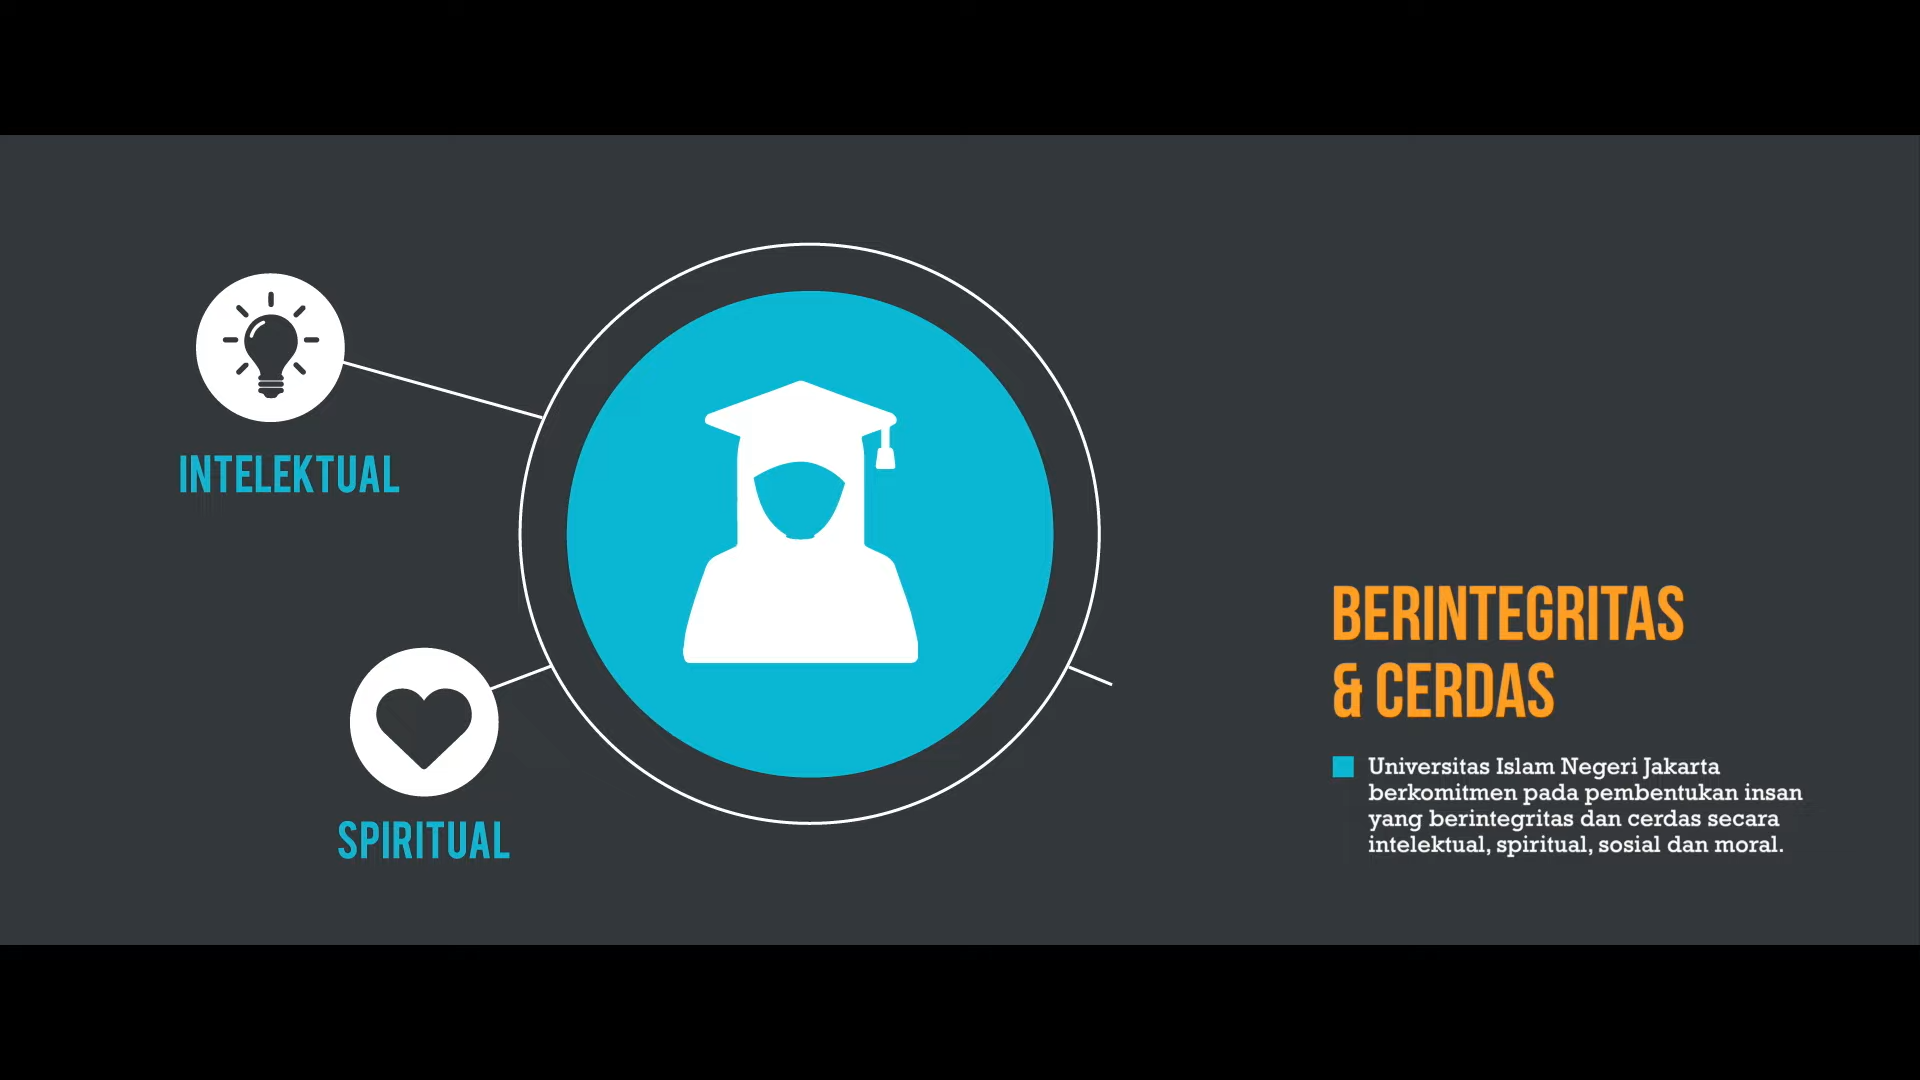 INTELEKTUAL
SPIRITUAL
BERINTEGRITAS
& CERDAS
Universitas Islam Negeri Jakarta
berkomitmen pada pembentukan insan
yang berintegritas dan cerdas secara
intelektual, spiritual, sosial dan moral.